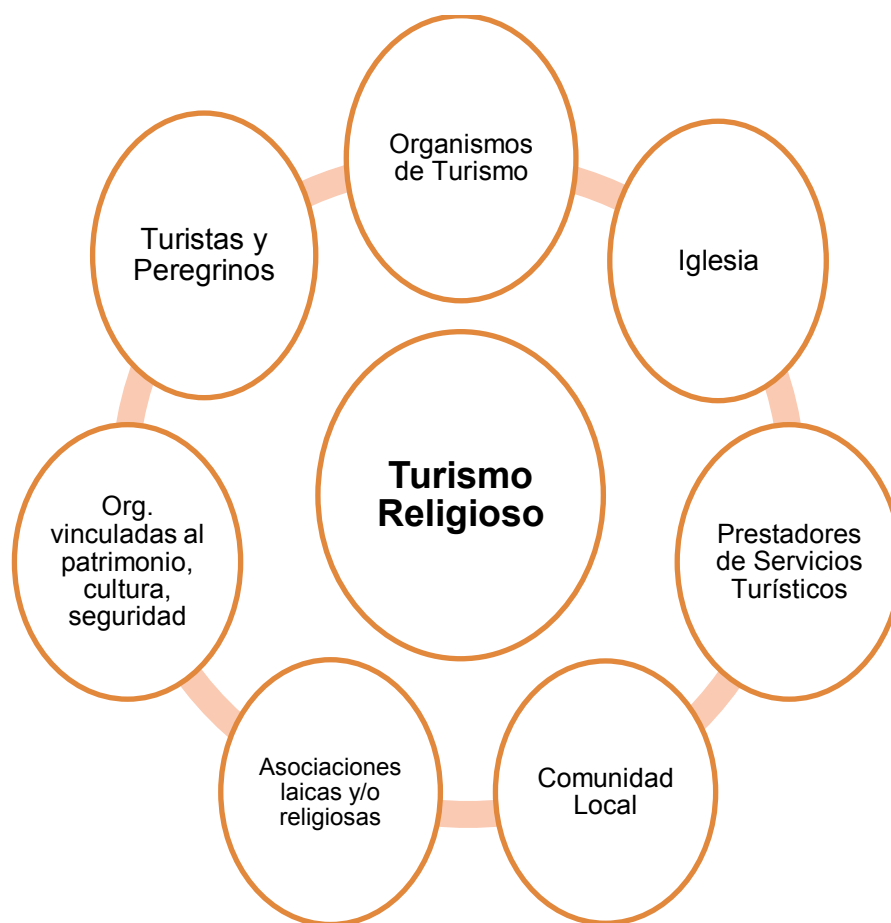 Organismos
de Turismo
Iglesia
Prestadores
de Servicios
Turísticos
Comunidad
Local
Asociaciones
laicas y/o
religiosas
Org.
vinculadas al
patrimonio,
cultura,
seguridad
Turistas y
Peregrinos
Turismo
Religioso